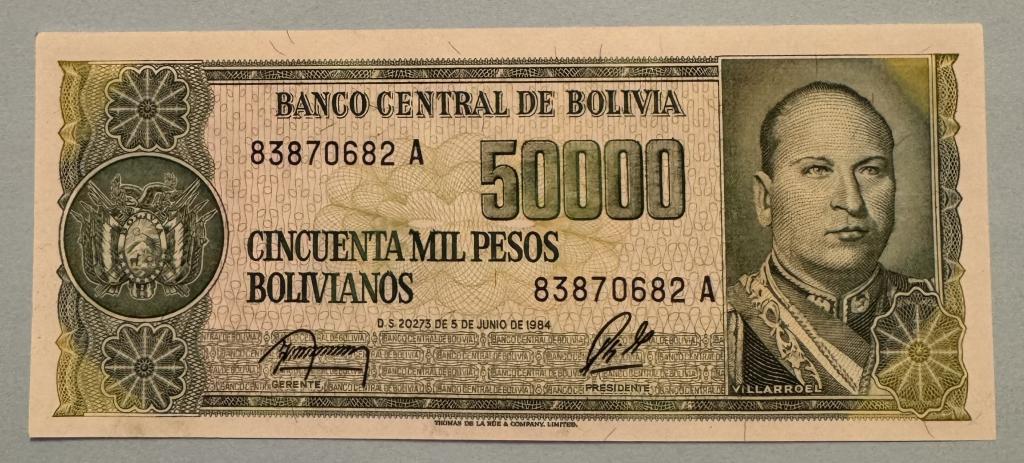 BANCO CENTRAL DE BOLIVIA
83870682 A
50000
CINCUENTA MIL PESOS
BOLIVIANOS
83870682 A
D.S. 20273 DE 5 DE JUNIO DE 1984
GERENTE
PRESIDENTE
VILLARROEL
THOMAS DE LA RUE & COMPANY, LIMITED.